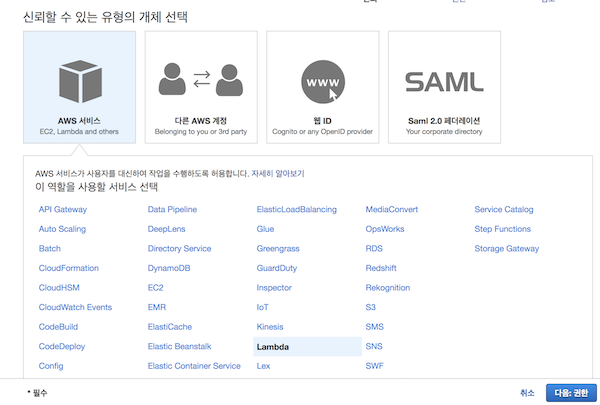 신뢰할 수 있는 유형의 개체 선택
WWW
SAML
AWS 서비스
EC2, Lambda and others
다른 AWS 계정
Belonging to you or 3rd party
웹 ID
Cognito or any OpenID provider
Saml 2.0 페더레이션
Your corporate directory
AWS 서비스가 사용자를 대신하여 작업을 수행하도록 허용합니다. 자세히 알아보기
이 역할을 사용할 서비스 선택
API Gateway
Auto Scaling
Batch
CloudFormation
CloudHSM
CloudWatch Events
CodeBuild
CodeDeploy
Config
Data Pipeline
DeepLens
Directory Service
DynamoDB
EC2
EMR
ElastiCache
Elastic Beanstalk
Elastic Container Service
ElasticLoadBalancing
Glue
Greengrass
GuardDuty
Inspector
IoT
Kinesis
Lambda
Lex
MediaConvert
OpsWorks
RDS
Redshift
Rekognition
S3
SMS
SNS
SWF
Service Catalog
Step Functions
Storage Gateway
* 필수
취소
다음: 권한